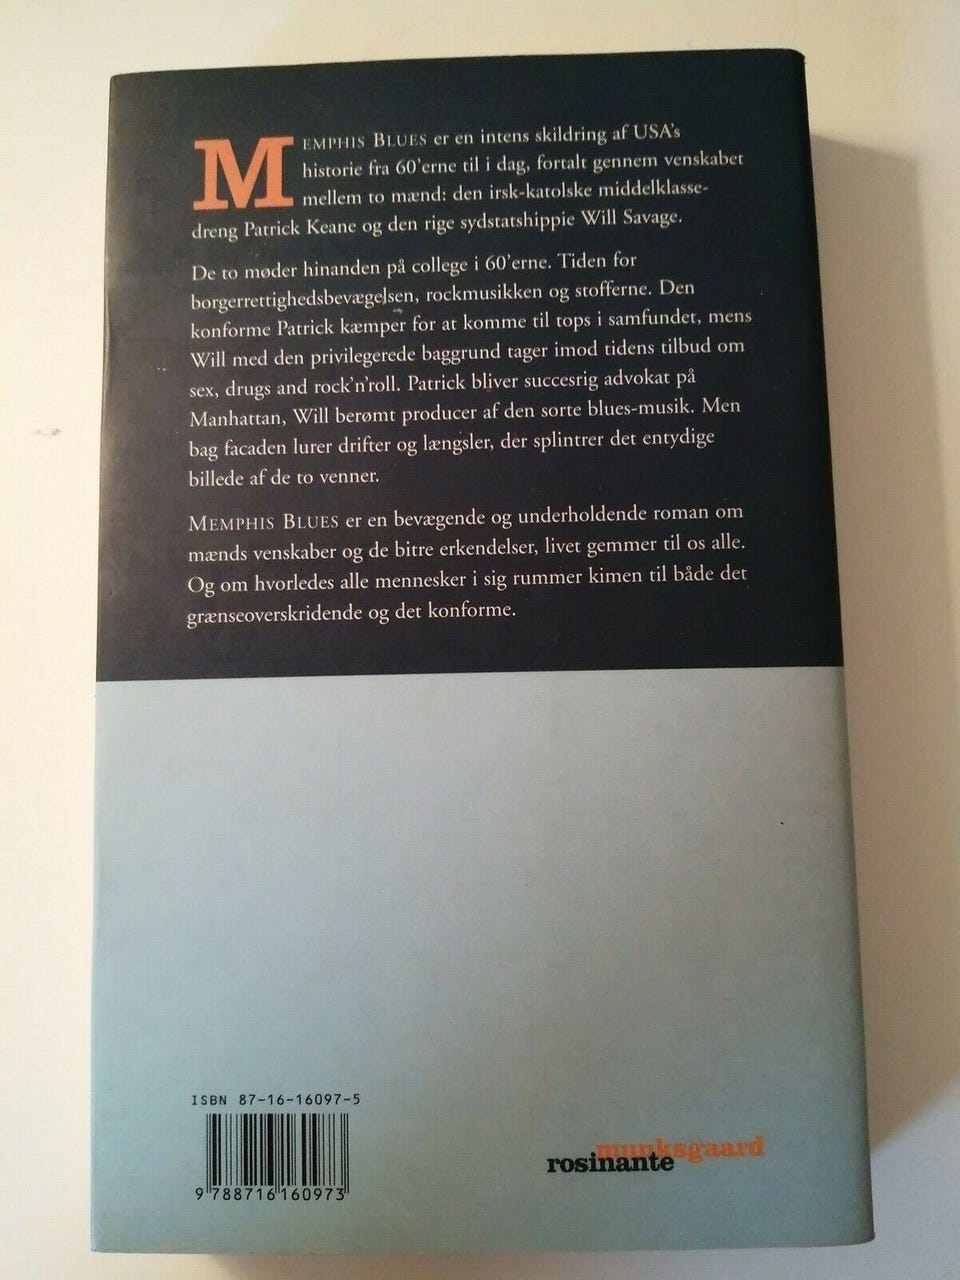 MEMPHIS BLUES er en intens skildring af USA's
historie fra 60'erne til i dag, fortalt gennem venskabet
mellem to mænd: den irsk-katolske middelklasse-
dreng Patrick Keane og den rige sydstatshippie Will Savage.
De to møder hinanden på college i 60'erne. Tiden for
borgerrettighedsbevægelsen, rockmusikken og stofferne. Den
konforme Patrick kæmper for at komme til tops i samfundet, mens
Will med den privilegerede baggrund tager imod tidens tilbud om
sex, drugs and rock'n'roll. Patrick bliver succesrig advokat på
Manhattan, Will berømt producer af den sorte blues-musik. Men
bag facaden lurer drifter og længsler, der splintrer det entydige
billede af de to venner.
MEMPHIS BLUES er en bevægende og underholdende roman om
mænds venskaber og de bitre erkendelser, livet gemmer til os alle.
Og om hvorledes alle mennesker i sig rummer kimen til både det
grænseoverskridende og det konforme.
ISBN 87-16-16097-5
9 788716 160973
munksgaard
rosinante